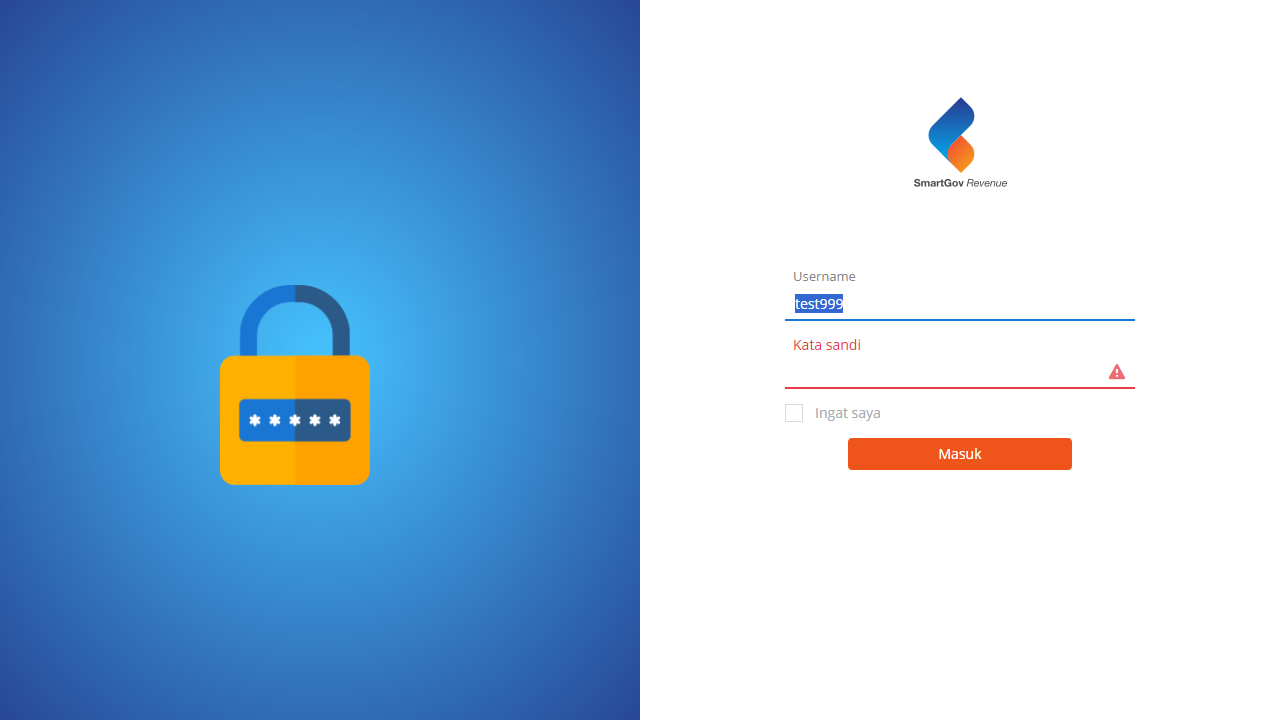 SmartGov Revenue
Username
test999
Kata sandi
Ingat saya
Masuk